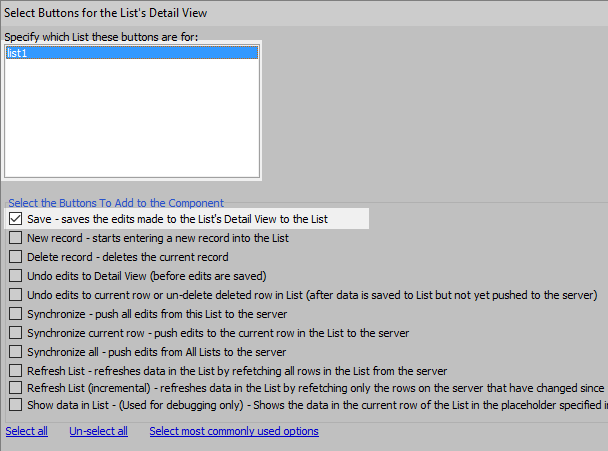 Select Buttons for the List's Detail View
Specify which List these buttons are for:
list1
Select the Buttons To Add to the Component
Save - saves the edits made to the List's Detail View to the List
New record - starts entering a new record into the List
Delete record - deletes the current record
Undo edits to Detail View (before edits are saved)
Undo edits to current row or un-delete deleted row in List (after data is saved to List but not yet pushed to the server)
Synchronize - push all edits from this List to the server
Synchronize current row - push edits to the current row in the List to the server
Synchronize all - push edits from All Lists to the server
Refresh List - refreshes data in the List by refetching all rows in List from the server
Refresh List (incremental) - refreshes data in the List by refetching only the rows on the server that have changed since
Show data in List - (Used for debugging only) - Shows the data in the current row of the List in the placeholder specified
Select all Un-select all Select most commonly used options